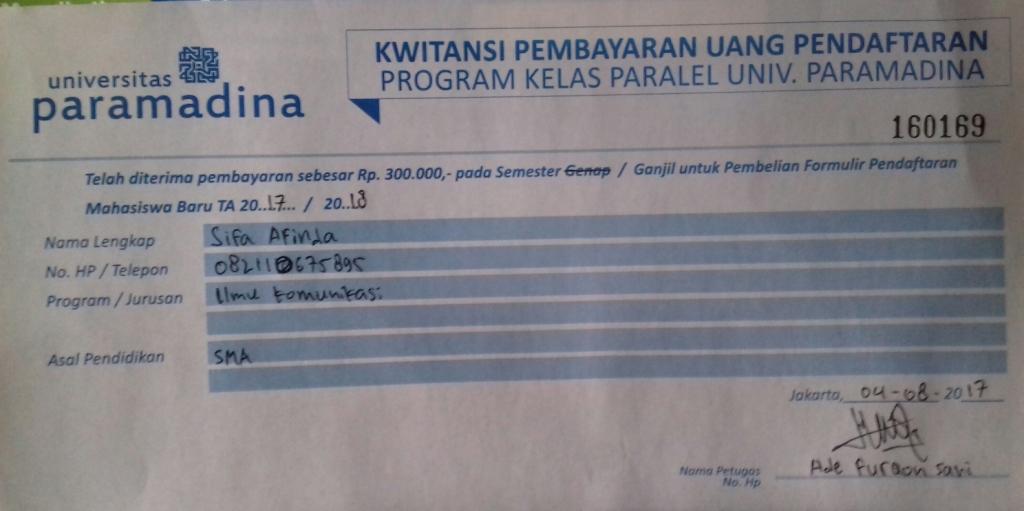 universitas
paramadina
KWITANSI PEMBAYARAN UANG PENDAFTARAN
PROGRAM KELAS PARALEL UNIV. PARAMADINA
160169
Telah diterima pembayaran sebesar Rp. 300.000,- pada Semester Genap / Ganjil untuk Pembelian Formulir Pendaftaran
Mahasiswa Baru TA 20..17... / 20..18
Nama Lengkap Sifa Afinda
No. HP / Telepon 082110675895
Program / Jurusan Ilmu komunikasi
Asal Pendidikan SMA
Jakarta, 04-08-2017
Nama Petugas Ade furqon sari
No. Hp